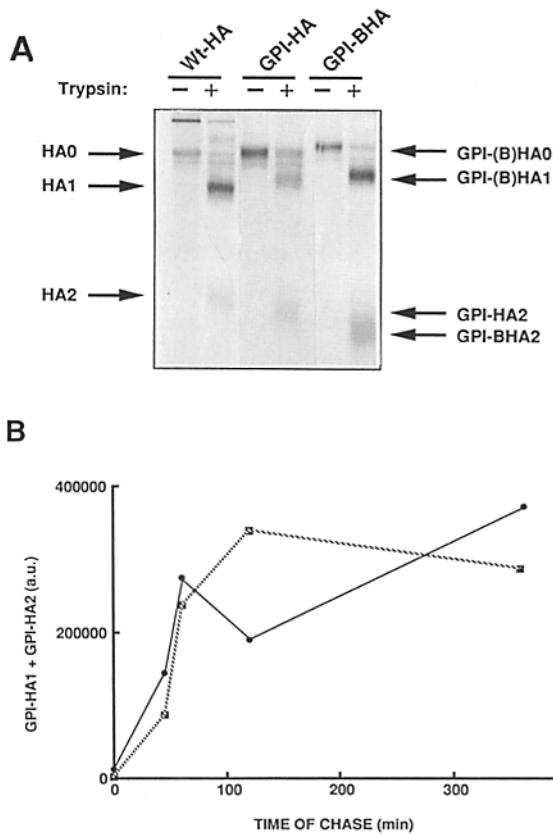 A
Wt-HA GPI-HA GPI-BHA
Trypsin: − + − + − +
HA0
HA1
HA2
GPI-(B)HA0
GPI-(B)HA1
GPI-HA2
GPI-BHA2
B
GPI-HA1 + GPI-HA2 (a.u.)
400000
200000
0
0 100 200 300
TIME OF CHASE (min)